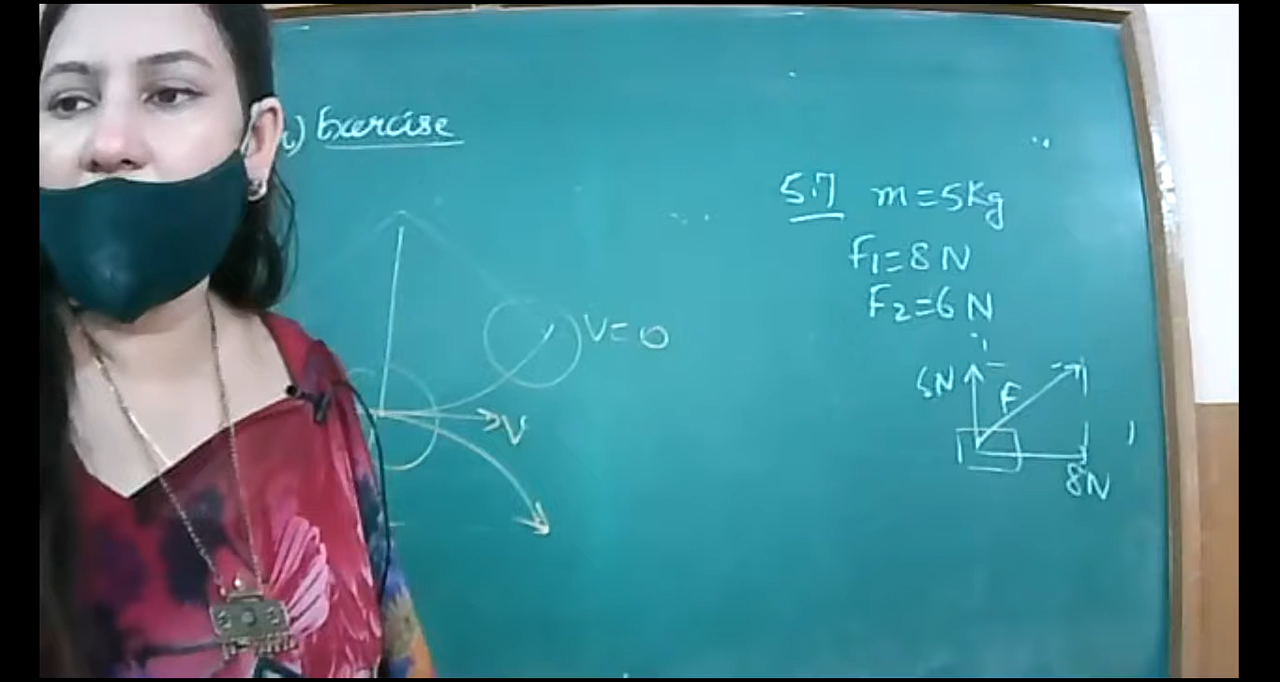 ) Exercise
5.7 m=5Kg
F1=8 N
F2=6 N
V=0
V
6N
F
8N